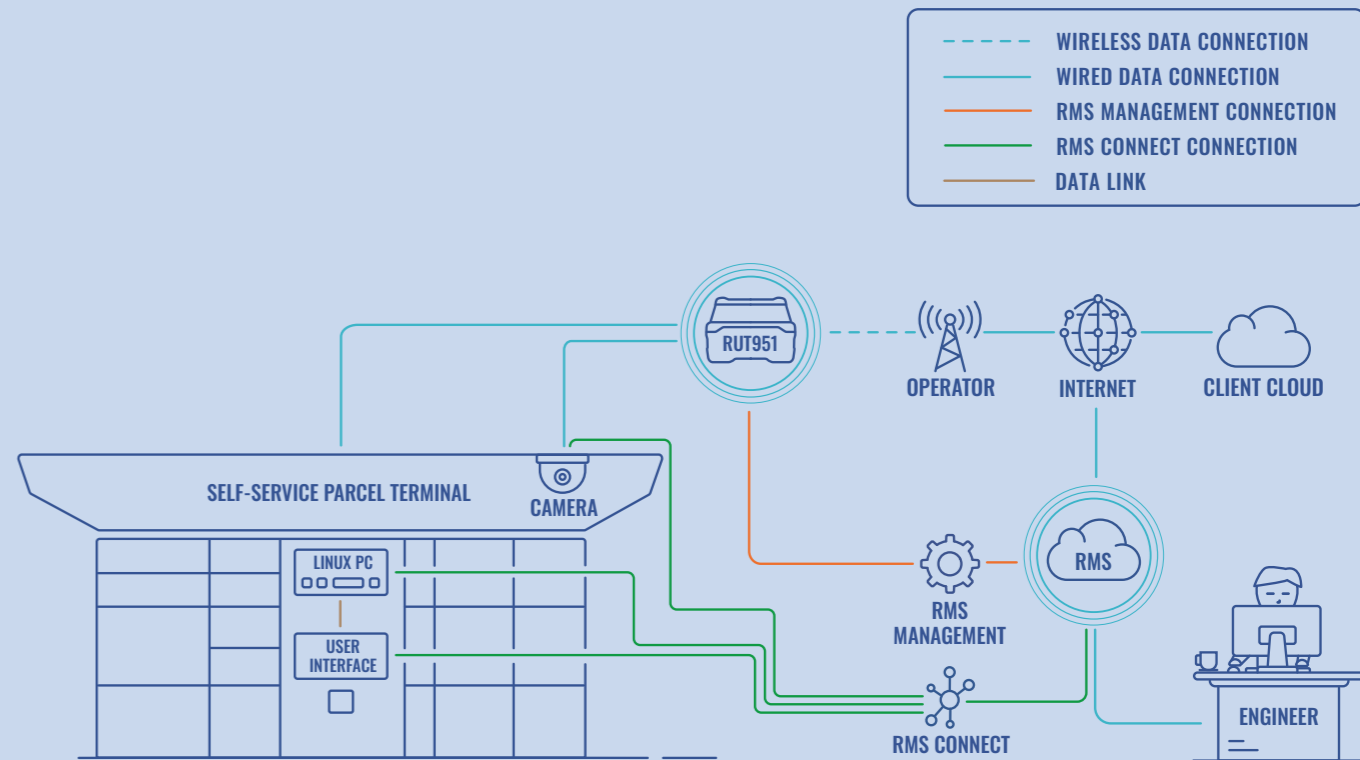 WIRELESS DATA CONNECTION
WIRED DATA CONNECTION
RMS MANAGEMENT CONNECTION
RMS CONNECT CONNECTION
DATA LINK
RUT951
OPERATOR
INTERNET
CLIENT CLOUD
SELF-SERVICE PARCEL TERMINAL
CAMERA
LINUX PC
RMS
RMS
MANAGEMENT
USER
INTERFACE
ENGINEER
RMS CONNECT